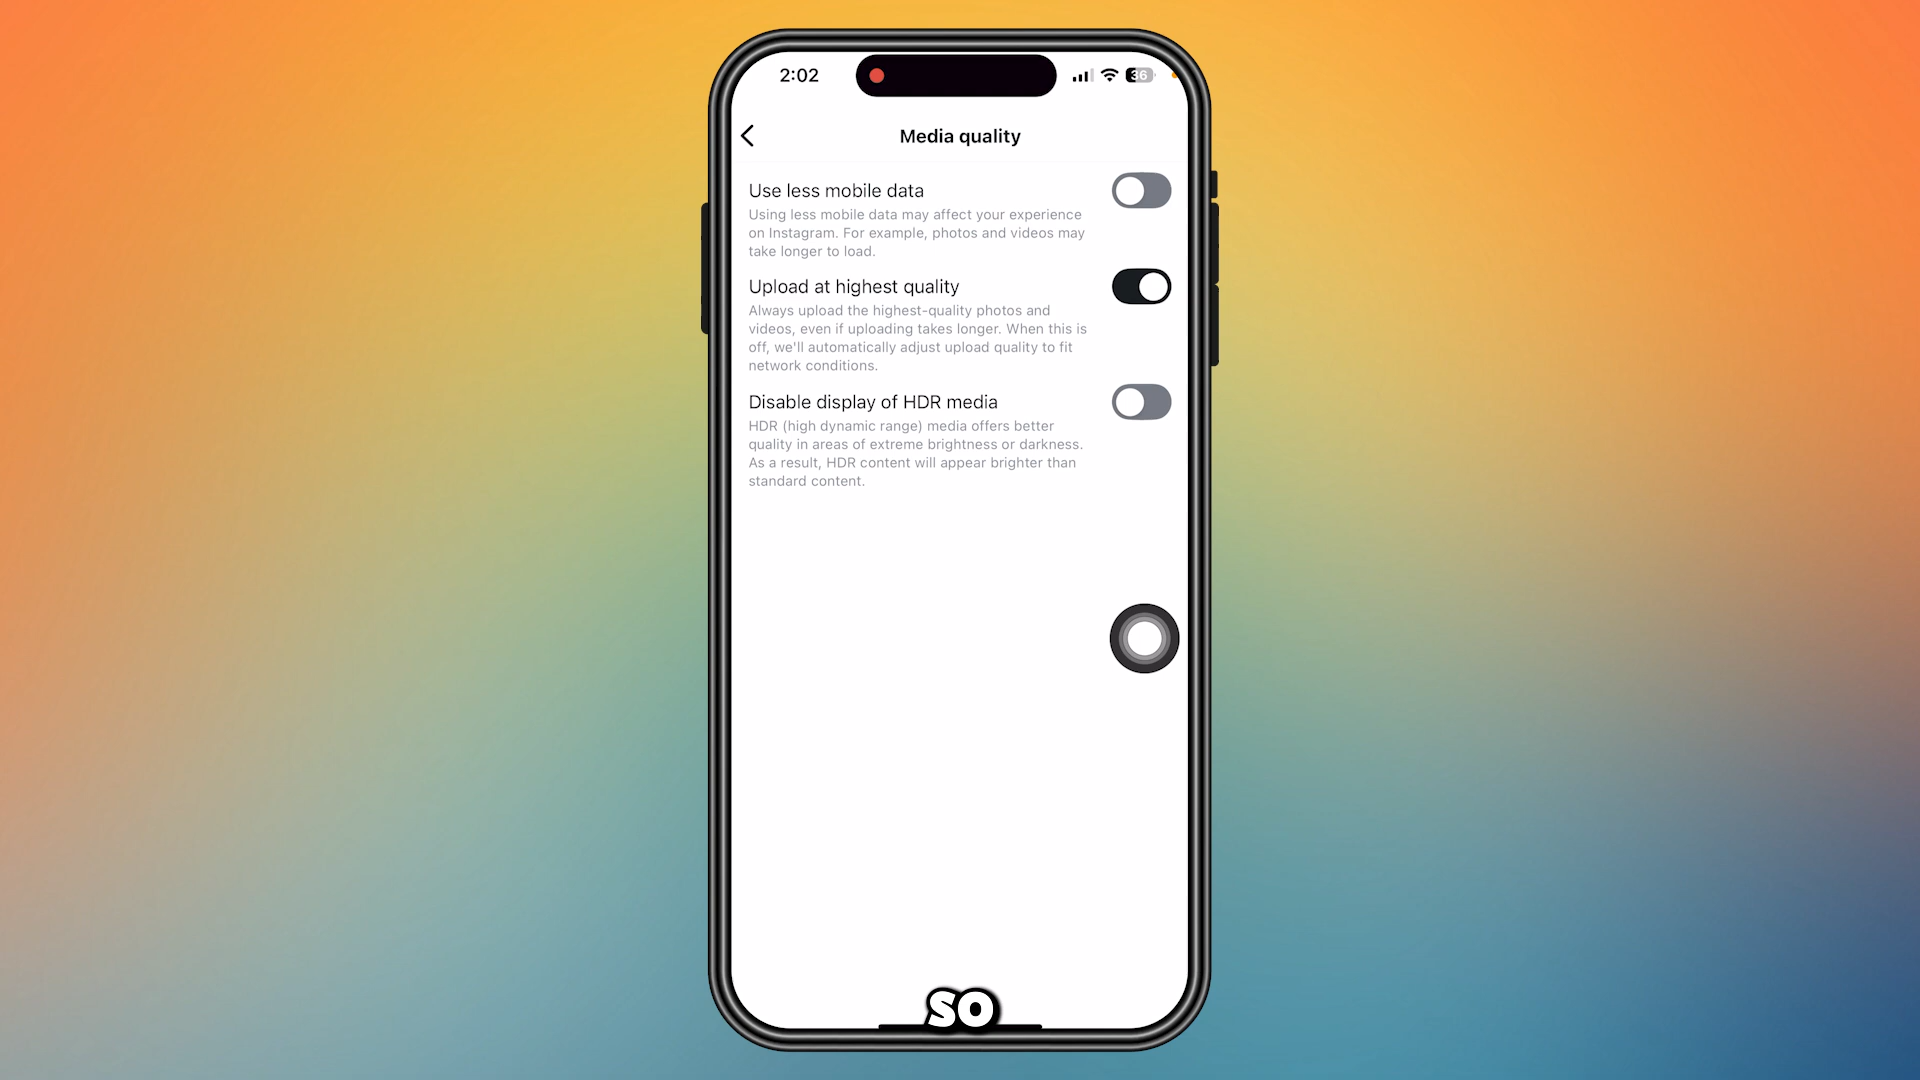 2:02
36
Media quality
Use less mobile data
Using less mobile data may affect your experience
on Instagram. For example, photos and videos may
take longer to load.
Upload at highest quality
Always upload the highest-quality photos and
videos, even if uploading takes longer. When this is
off, we'll automatically adjust upload quality to fit
network conditions.
Disable display of HDR media
HDR (high dynamic range) media offers better
quality in areas of extreme brightness or darkness.
As a result, HDR content will appear brighter than
standard content.
SO